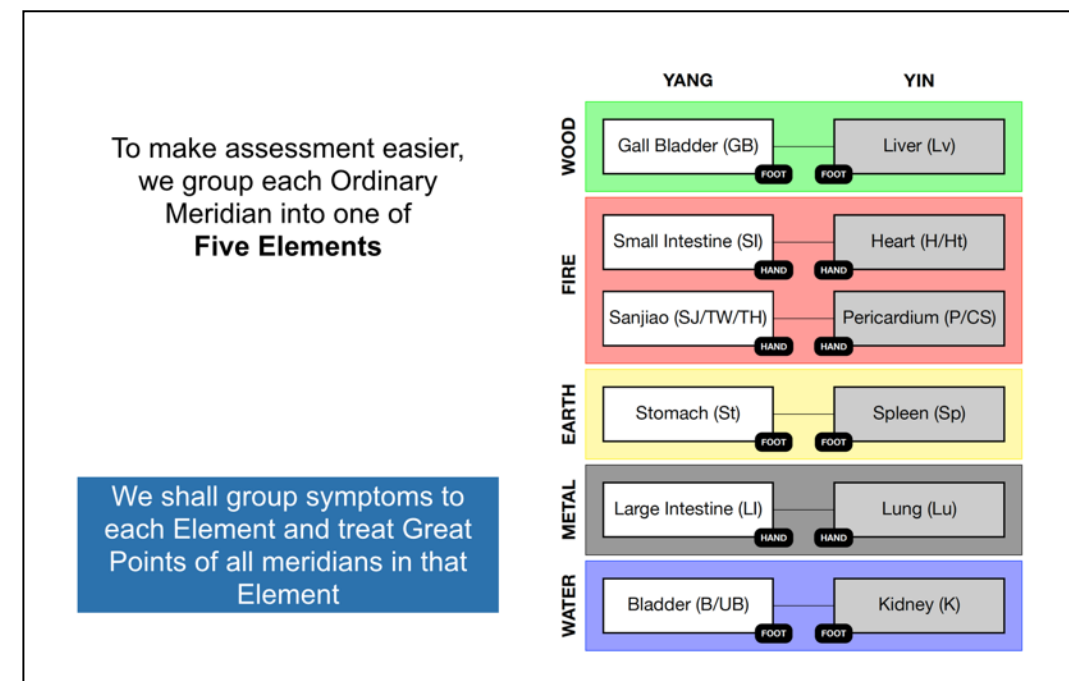 To make assessment easier,
we group each Ordinary
Meridian into one of
Five Elements
We shall group symptoms to
each Element and treat Great
Points of all meridians in that
Element
YANG YIN
WOOD
Gall Bladder (GB) Liver (Lv)
FOOT FOOT
FIRE
Small Intestine (SI) Heart (H/Ht)
HAND HAND
Sanjiao (SJ/TW/TH) Pericardium (P/CS)
HAND HAND
EARTH
Stomach (St) Spleen (Sp)
FOOT FOOT
METAL
Large Intestine (LI) Lung (Lu)
HAND HAND
WATER
Bladder (B/UB) Kidney (K)
FOOT FOOT